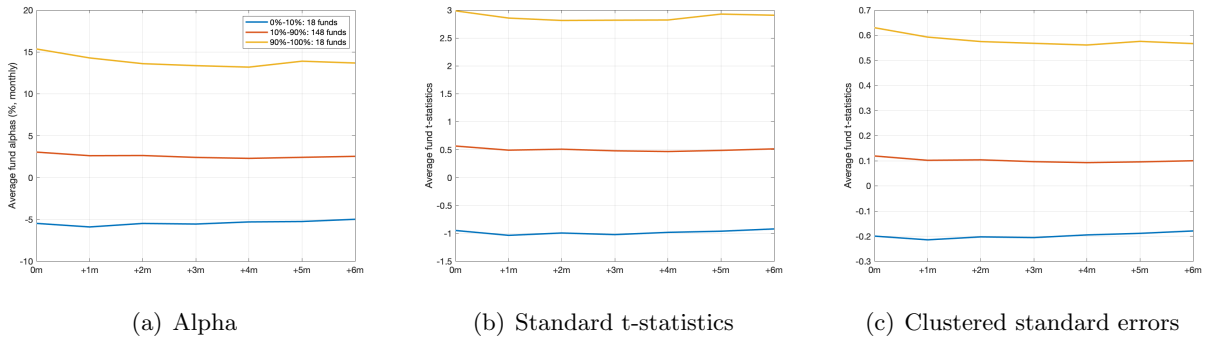 Average fund alphas (%, monthly)
20
15
10
5
0
-5
-10
0%-10%: 18 funds
10%-90%: 148 funds
90%-100%: 18 funds
0m +1m +2m +3m +4m +5m +6m
(a) Alpha
Average fund t-statistics
3
2.5
2
1.5
1
0.5
0
-0.5
-1
-1.5
0m +1m +2m +3m +4m +5m +6m
(b) Standard t-statistics
Average fund t-statistics
0.7
0.6
0.5
0.4
0.3
0.2
0.1
0
-0.1
-0.2
-0.3
0m +1m +2m +3m +4m +5m +6m
(c) Clustered standard errors